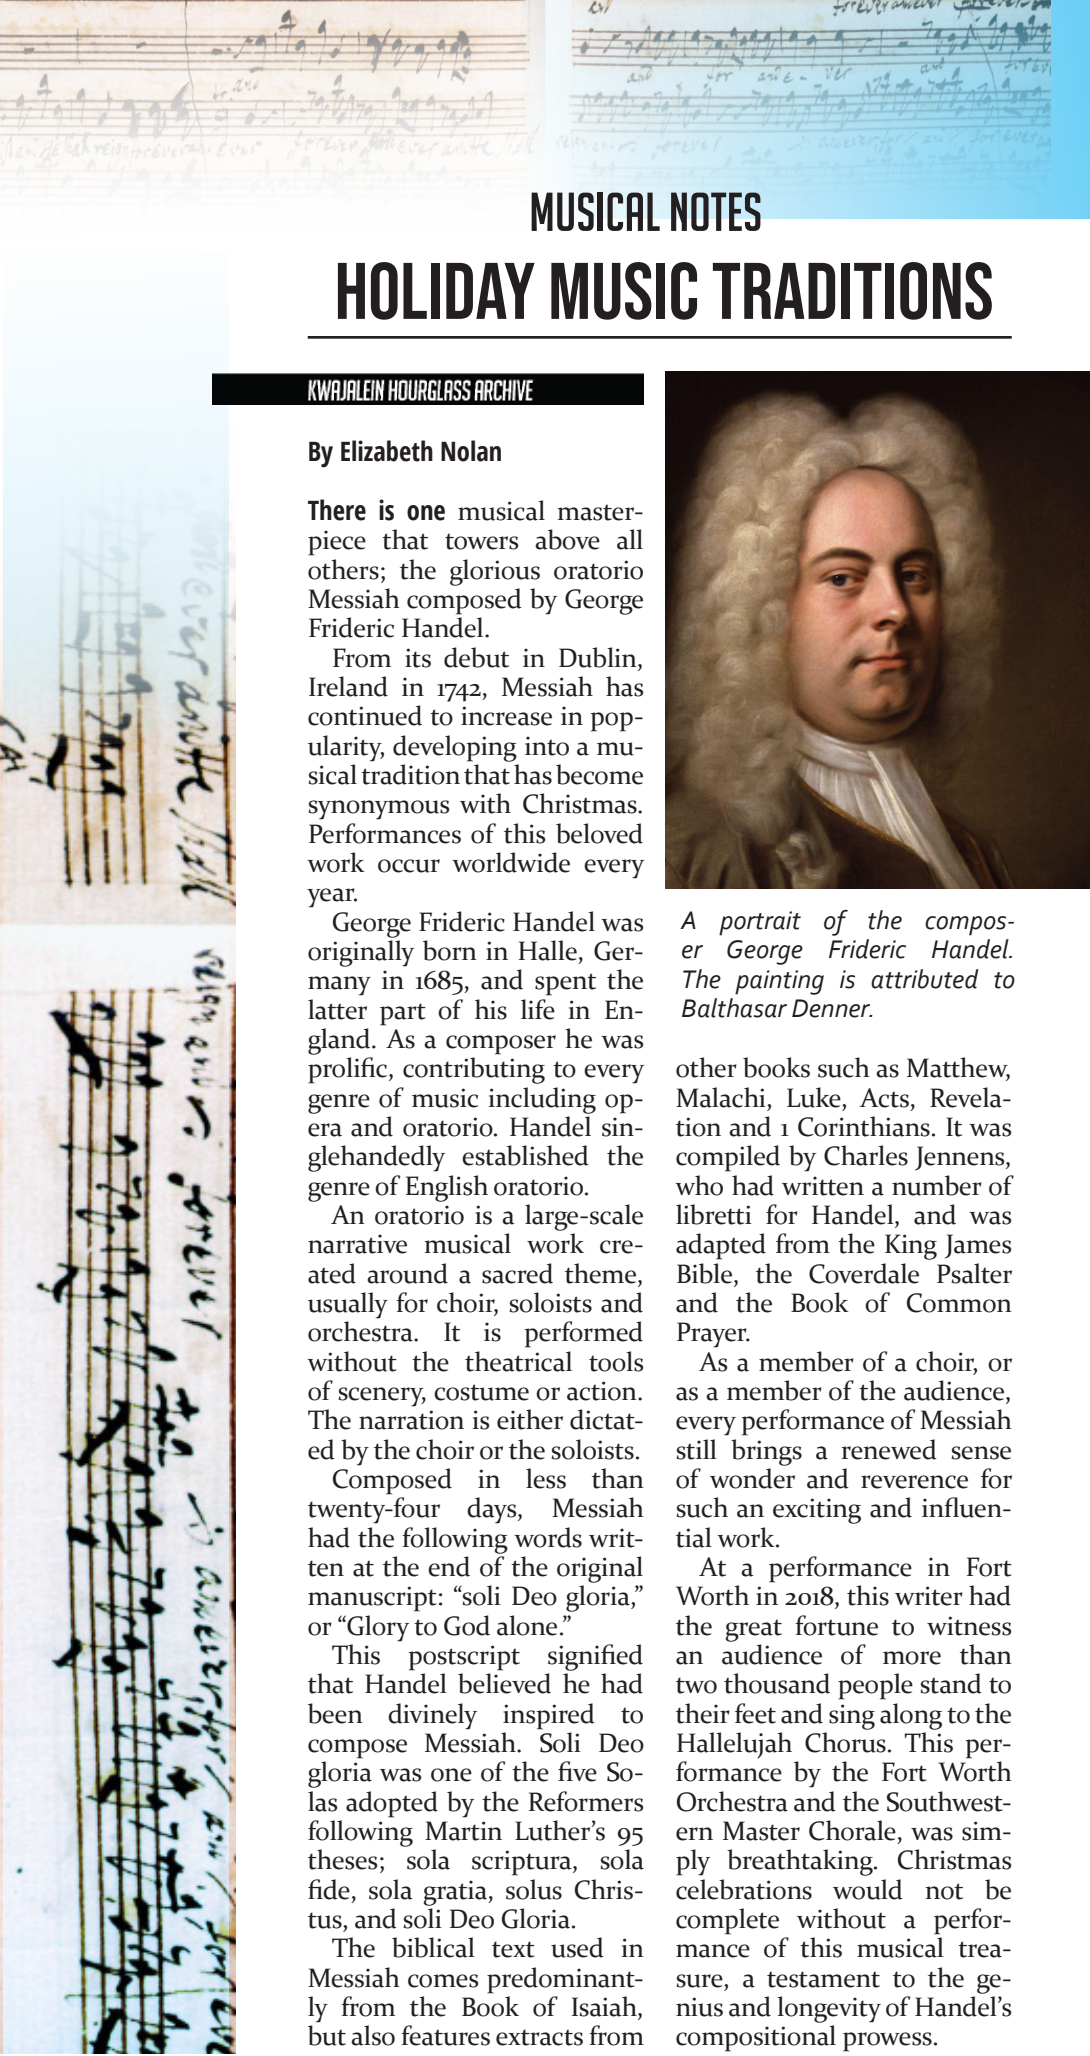 MUSICAL NOTES
HOLIDAY MUSIC TRADITIONS
KWAJALEIN HOURGLASS ARCHIVE
By Elizabeth Nolan
There is one musical master-
piece that towers above all
others; the glorious oratorio
Messiah composed by George
Frideric Handel.
From its debut in Dublin,
Ireland in 1742, Messiah has
continued to increase in pop-
ularity, developing into a mu-
sical tradition that has become
synonymous with Christmas.
Performances of this beloved
work occur worldwide every
year.
George Frideric Handel was
originally born in Halle, Ger-
many in 1685, and spent the
latter part of his life in En-
gland. As a composer he was
prolific, contributing to every
genre of music including op-
era and oratorio. Handel sin-
glehandedly established the
genre of English oratorio.
An oratorio is a large-scale
narrative musical work cre-
ated around a sacred theme,
usually for choir, soloists and
orchestra. It is performed
without the theatrical tools
of scenery, costume or action.
The narration is either dictat-
ed by the choir or the soloists.
Composed in less than
twenty-four days, Messiah
had the following words writ-
ten at the end of the original
manuscript: “soli Deo gloria,”
or “Glory to God alone.”
This postscript signified
that Handel believed he had
been divinely inspired to
compose Messiah. Soli Deo
gloria was one of the five So-
las adopted by the Reformers
following Martin Luther’s 95
theses; sola scriptura, sola
fide, sola gratia, solus Chris-
tus, and soli Deo Gloria.
The biblical text used in
Messiah comes predominant-
ly from the Book of Isaiah,
but also features extracts from
A portrait of the compos-
er George Frideric Handel.
The painting is attributed to
Balthasar Denner.
other books such as Matthew,
Malachi, Luke, Acts, Revela-
tion and 1 Corinthians. It was
compiled by Charles Jennens,
who had written a number of
libretti for Handel, and was
adapted from the King James
Bible, the Coverdale Psalter
and the Book of Common
Prayer.
As a member of a choir, or
as a member of the audience,
every performance of Messiah
still brings a renewed sense
of wonder and reverence for
such an exciting and influen-
tial work.
At a performance in Fort
Worth in 2018, this writer had
the great fortune to witness
an audience of more than
two thousand people stand to
their feet and sing along to the
Hallelujah Chorus. This per-
formance by the Fort Worth
Orchestra and the Southwest-
ern Master Chorale, was sim-
ply breathtaking. Christmas
celebrations would not be
complete without a perfor-
mance of this musical trea-
sure, a testament to the ge-
nius and longevity of Handel’s
compositional prowess.